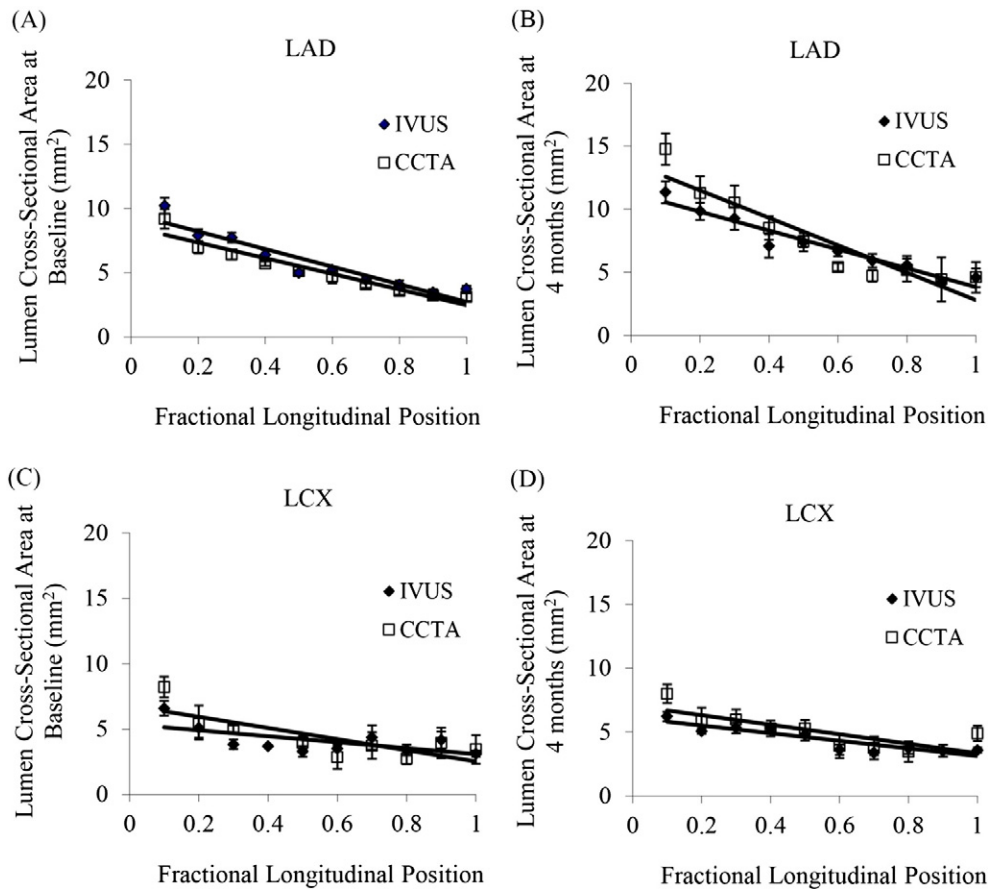 (A)
LAD
Lumen Cross-Sectional Area at
Baseline (mm²)
20
15
10
5
0
IVUS
CCTA
0 0.2 0.4 0.6 0.8 1
Fractional Longitudinal Position
(B)
LAD
Lumen Cross-Sectional Area at
4 months (mm²)
20
15
10
5
0
IVUS
CCTA
0 0.2 0.4 0.6 0.8 1
Fractional Longitudinal Position
(C)
LCX
Lumen Cross-Sectional Area at
Baseline (mm²)
20
15
10
5
0
IVUS
CCTA
0 0.2 0.4 0.6 0.8 1
Fractional Longitudinal Position
(D)
LCX
Lumen Cross-Sectional Area at
4 months (mm²)
20
15
10
5
0
IVUS
CCTA
0 0.2 0.4 0.6 0.8 1
Fractional Longitudinal Position